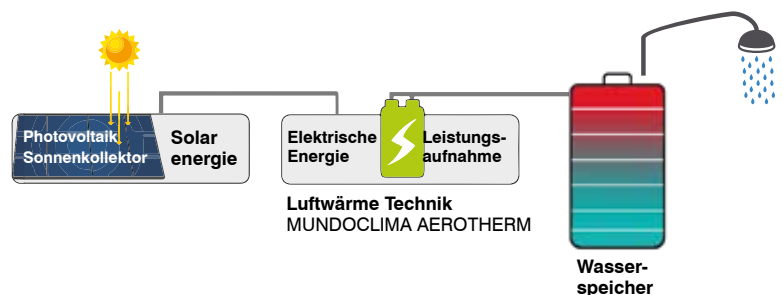 Photovoltaik
Sonnenkollektor
Solar
energie
Elektrische
Energie
Leistungs-
aufnahme
Luftwärme Technik
MUNDOCLIMA AEROTHERM
Wasser-
speicher